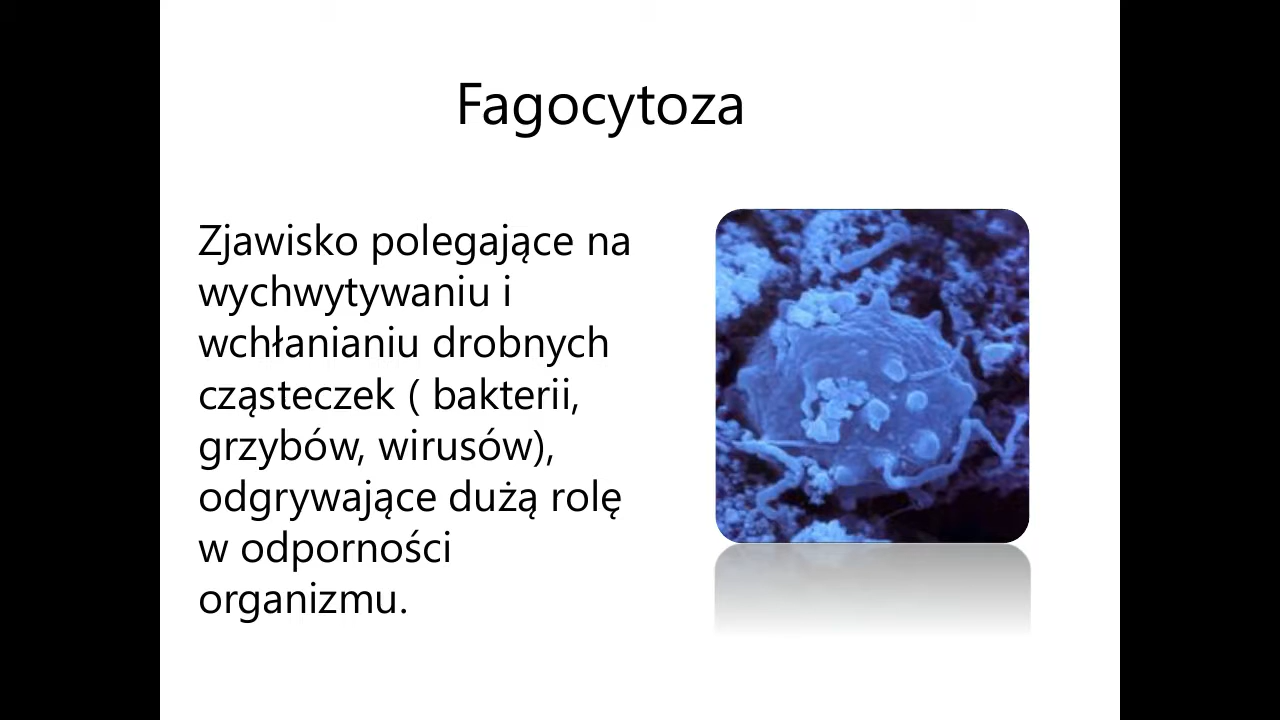 Fagocytoza
Zjawisko polegające na
wychwytywaniu i
wchłanianiu drobnych
cząsteczek ( bakterii,
grzybów, wirusów),
odgrywające dużą rolę
w odporności
organizmu.